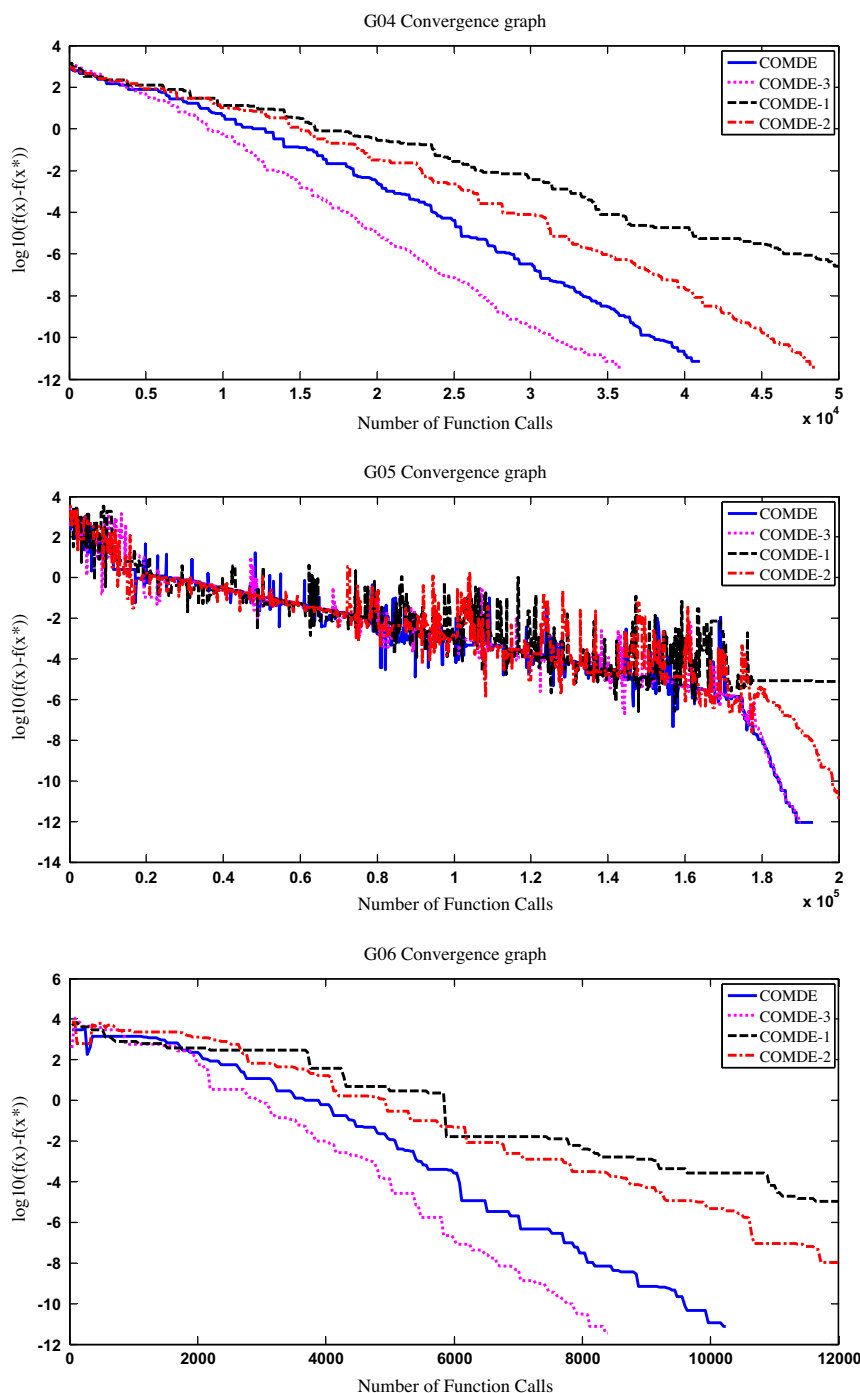 G04 Convergence graph
4
2
0
-2
-4
-6
-8
-10
-12
log10(f(x)-f(x*))
COMDE
COMDE-3
COMDE-1
COMDE-2
0 0.5 1 1.5 2 2.5 3 3.5 4 4.5 5
x 10^4
Number of Function Calls
G05 Convergence graph
4
2
0
-2
-4
-6
-8
-10
-12
-14
log10(f(x)-f(x*))
COMDE
COMDE-3
COMDE-1
COMDE-2
0 0.2 0.4 0.6 0.8 1 1.2 1.4 1.6 1.8 2
x 10^5
Number of Function Calls
G06 Convergence graph
6
4
2
0
-2
-4
-6
-8
-10
-12
log10(f(x)-f(x*))
COMDE
COMDE-3
COMDE-1
COMDE-2
0 2000 4000 6000 8000 10000 12000
Number of Function Calls